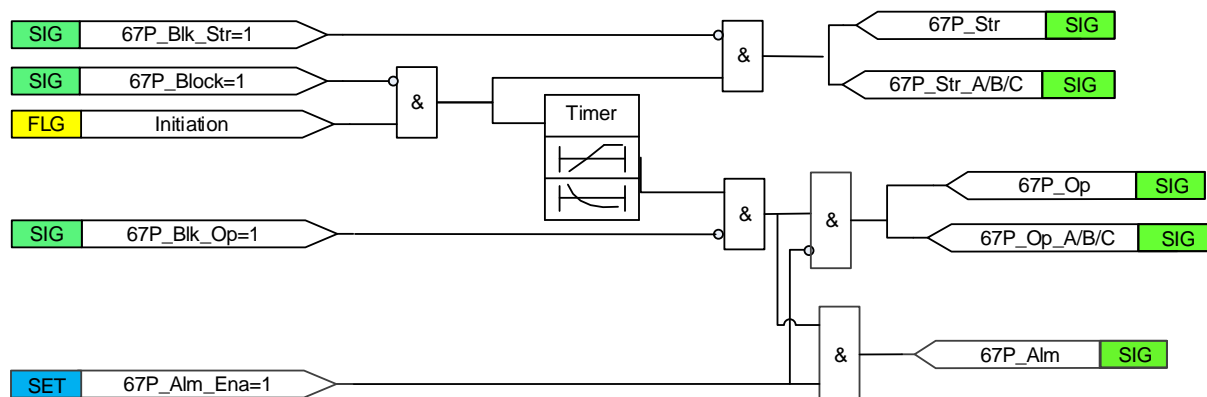 SIG 67P_Blk_Str=1
67P_Str SIG
&
SIG 67P_Block=1
67P_Str_A/B/C SIG
&
FLG Initiation
Timer
67P_Op SIG
&
&
SIG 67P_Blk_Op=1
67P_Op_A/B/C SIG
&
67P_Alm SIG
SET 67P_Alm_Ena=1